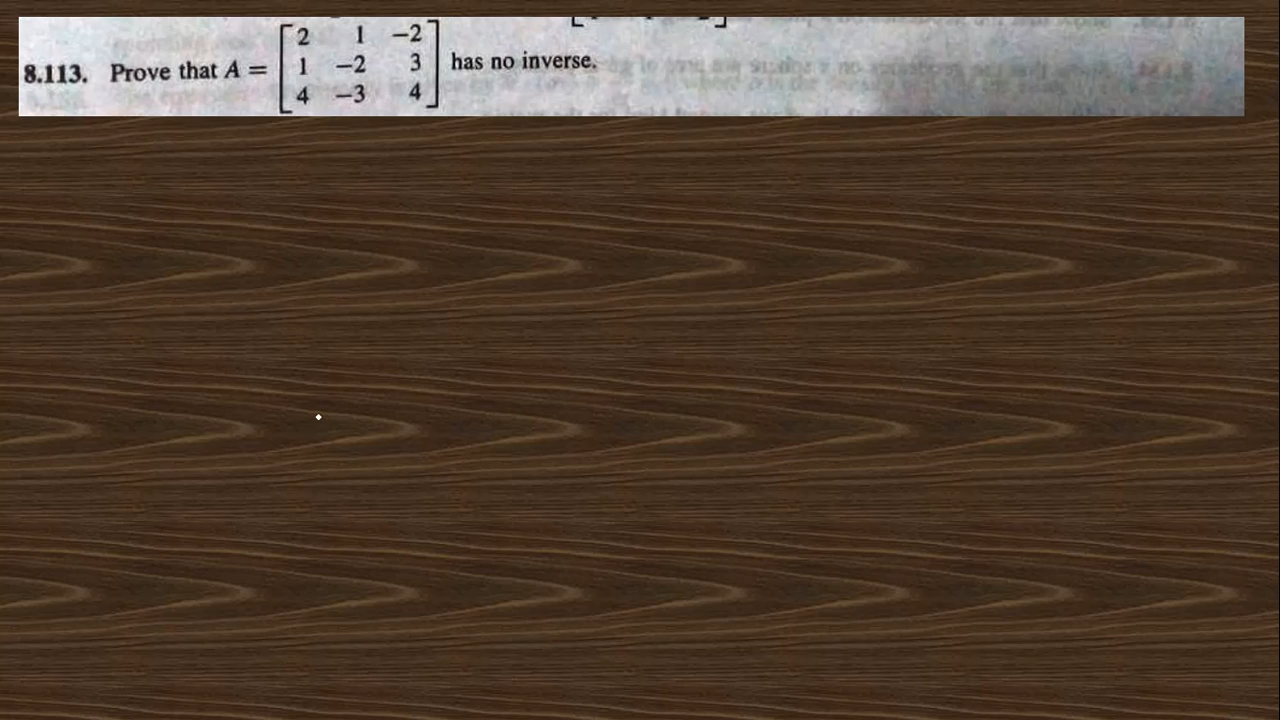 8.113. Prove that A = [2 1 −2
1 −2 3
4 −3 4] has no inverse.